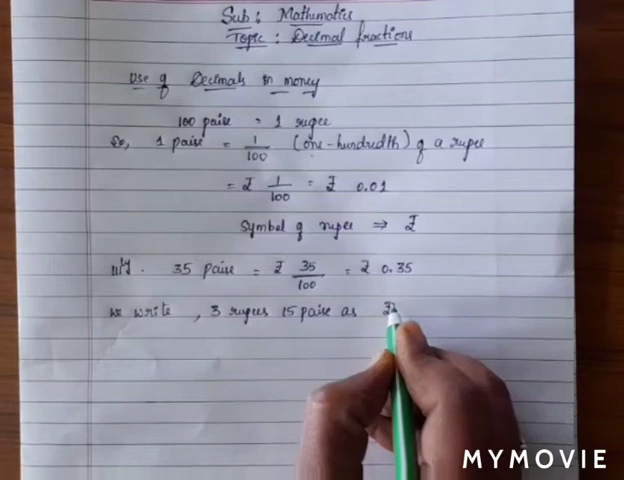 Sub : Mathematics
Topic : Decimal fractions
Use of Decimals in money
100 paise = 1 rupee
So, 1 paise = 1/100 (one-hundredth) of a rupee
= ₹ 1/100 = ₹ 0.01
Symbol of rupee ⇒ ₹
111ly. 35 paise = ₹ 35/100 = ₹ 0.35
we write , 3 rupees 15 paise as ₹
MYMOVIE